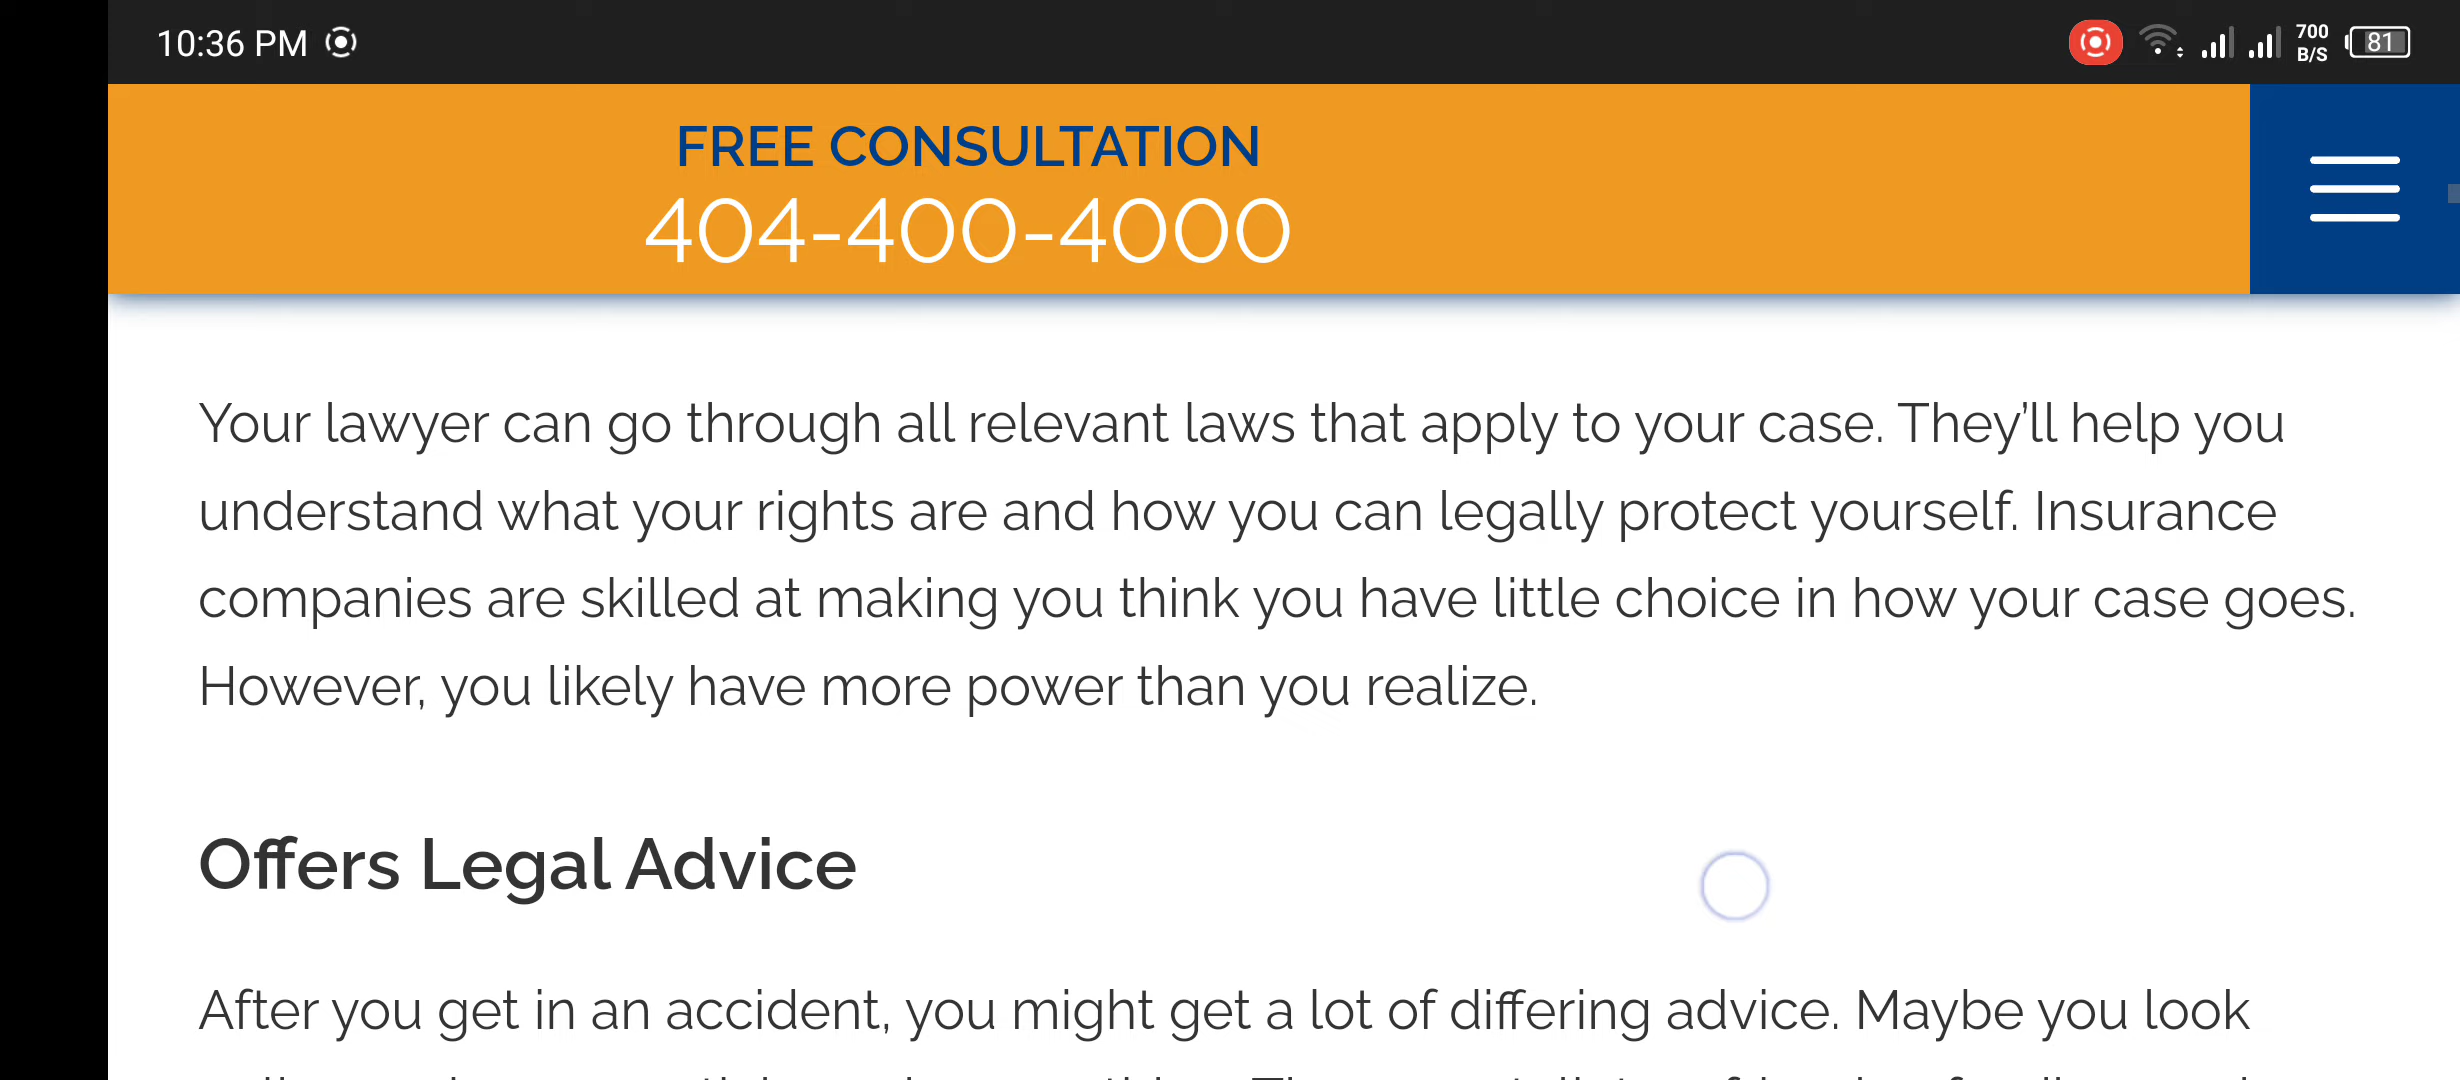 10:36 PM
700
B/S
81
FREE CONSULTATION
404-400-4000
Your lawyer can go through all relevant laws that apply to your case. They’ll help you
understand what your rights are and how you can legally protect yourself. Insurance
companies are skilled at making you think you have little choice in how your case goes.
However, you likely have more power than you realize.
Offers Legal Advice
After you get in an accident, you might get a lot of differing advice. Maybe you look